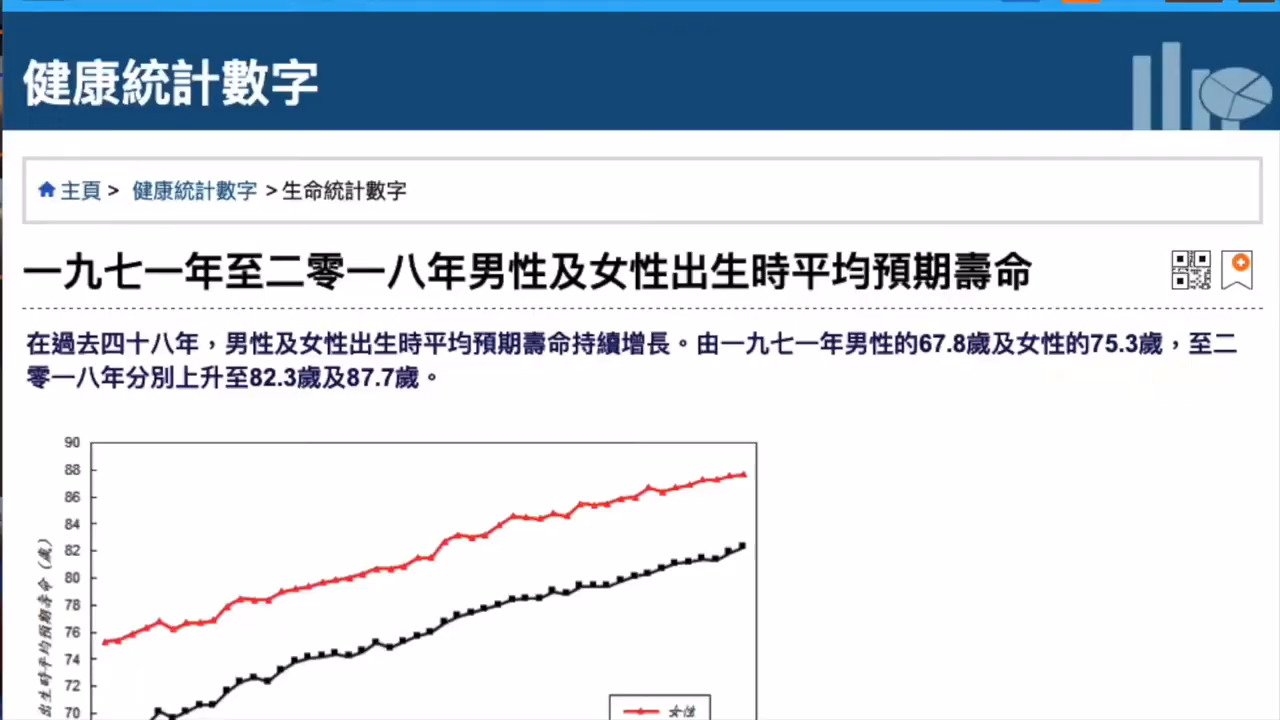 健康統計數字
主頁 > 健康統計數字 > 生命統計數字
一九七一年至二零一八年男性及女性出生時平均預期壽命
在過去四十八年，男性及女性出生時平均預期壽命持續增長。由一九七一年男性的67.8歲及女性的75.3歲，至二
零一八年分別上升至82.3歲及87.7歲。
90
88
86
84
82
80
78
76
74
72
70
出生時平均預期壽命（歲）
女性